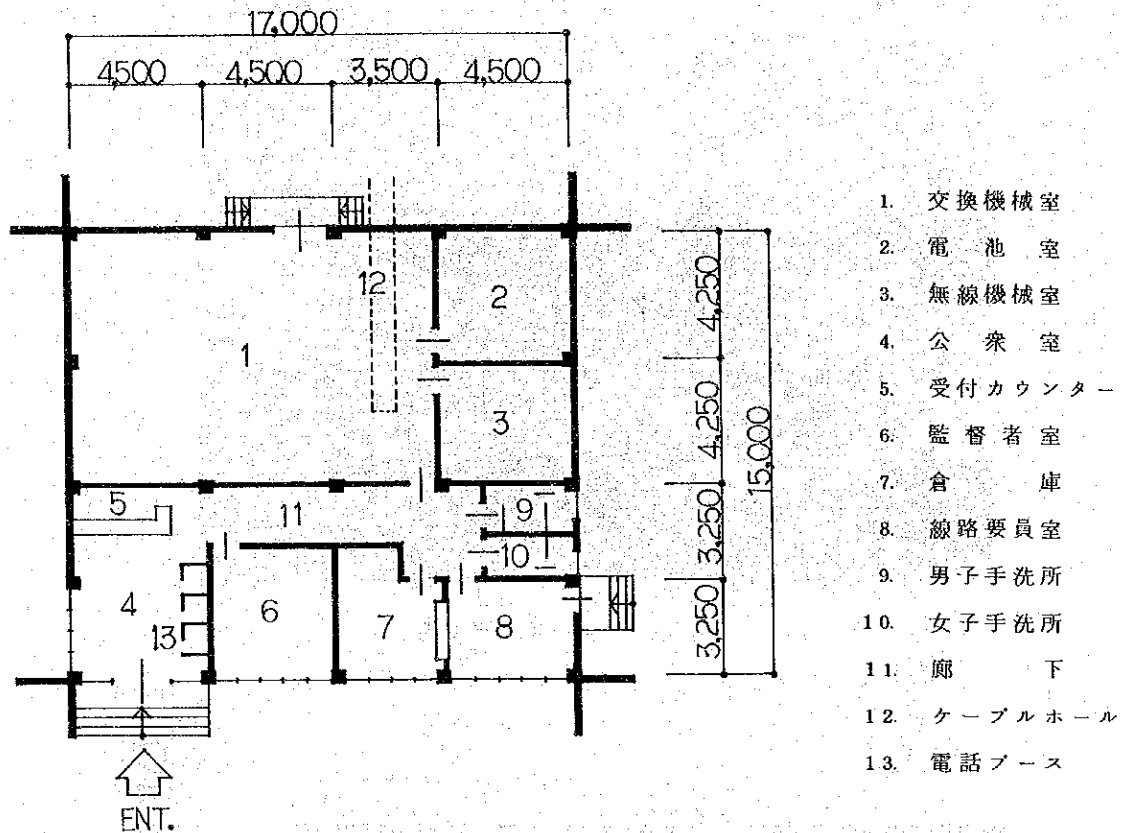 17,000
4,500 4,500 3,500 4,500
1
2
3
4
5
6
7
8
9
10
11
12
13
4,250
4,250
3,250
3,250
15,000
ENT.
1. 交換機械室
2. 電池室
3. 無線機械室
4. 公衆室
5. 受付カウンター
6. 監督者室
7. 倉庫
8. 線路要員室
9. 男子手洗所
10. 女子手洗所
11. 廊下
12. ケーブルホール
13. 電話ブース